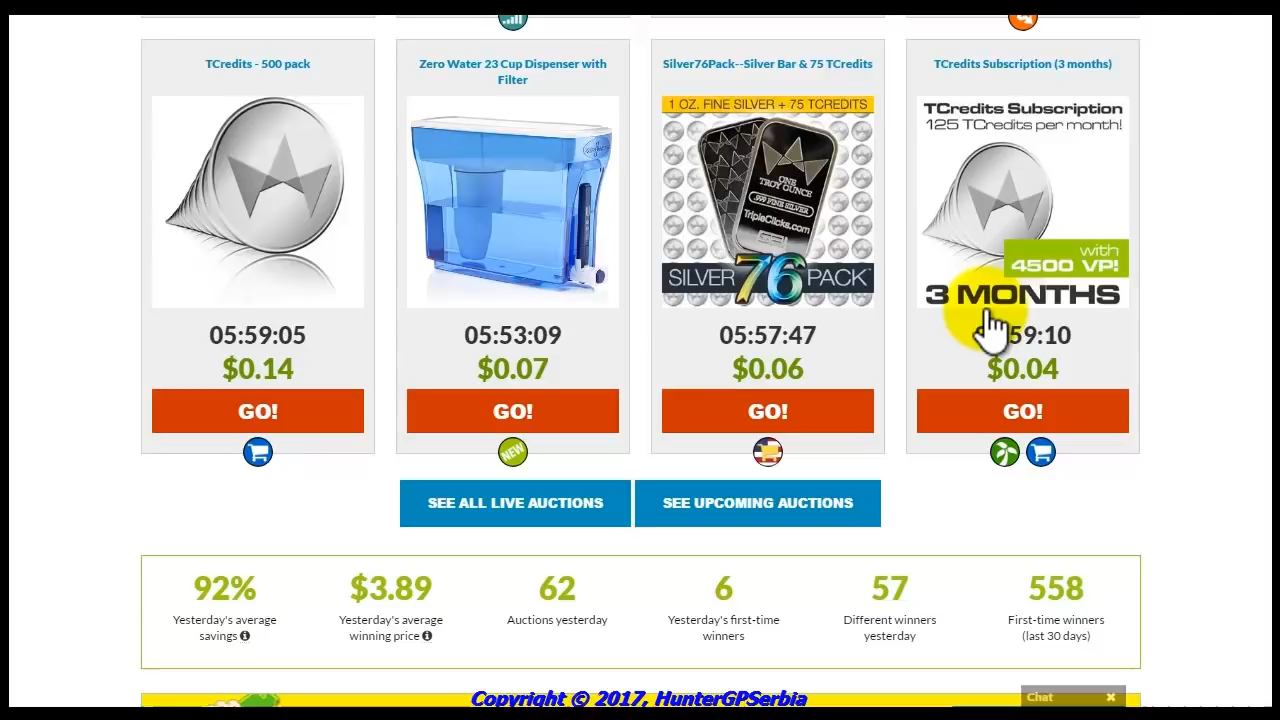 TCredits - 500 pack
05:59:05
$0.14
GO!
Zero Water 23 Cup Dispenser with
Filter
05:53:09
$0.07
GO!
NEW
Silver76Pack--Silver Bar & 75 TCredits
1 OZ. FINE SILVER + 75 TCREDITS
ONE
TROY OUNCE
.999 FINE SILVER
TripleClicks.com
SILVER 76 PACK
05:57:47
$0.06
GO!
TCredits Subscription (3 months)
TCredits Subscription
125 TCredits per month!
with
4500 VP!
3 MONTHS
59:10
$0.04
GO!
SEE ALL LIVE AUCTIONS
SEE UPCOMING AUCTIONS
92%
Yesterday's average
savings
$3.89
Yesterday's average
winning price
62
Auctions yesterday
6
Yesterday's first-time
winners
57
Different winners
yesterday
558
First-time winners
(last 30 days)
Chat
Copyright © 2017, HunterGPSerbia